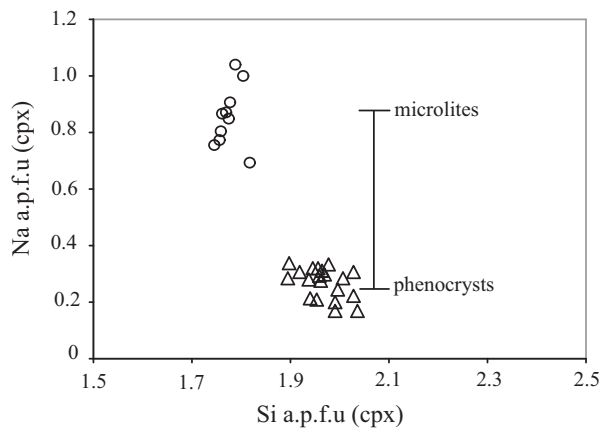 1.2
1.0
microlites
0.8
Na a.p.f.u (cpx)
0.6
0.4
phenocrysts
0.2
0
1.5 1.7 1.9 2.1 2.3 2.5
Si a.p.f.u (cpx)